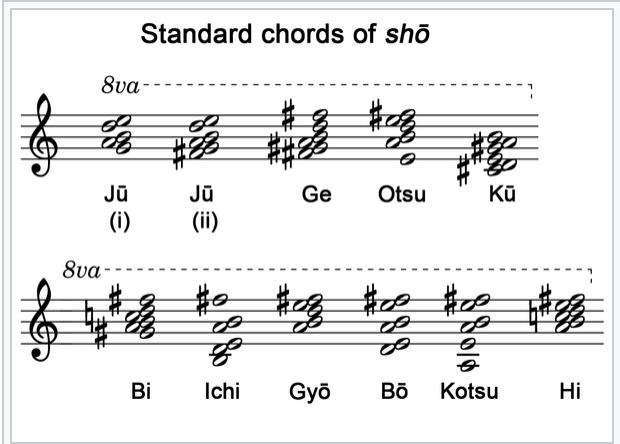 Standard chords of shō
8va
Jū Jū Ge Otsu Kū
(i) (ii)
8va
Bi Ichi Gyō Bō Kotsu Hi